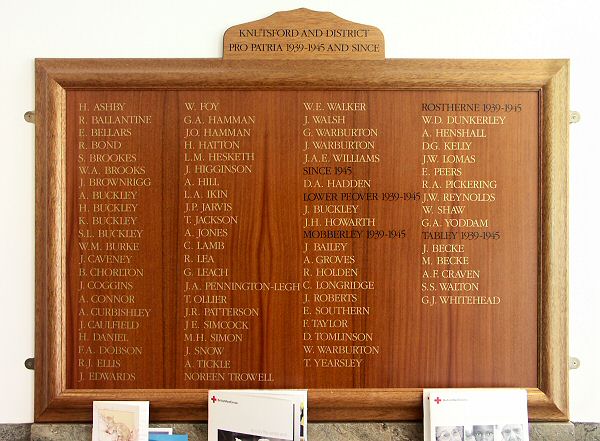 KNUTSFORD AND DISTRICT
PRO PATRIA 1939-1945 AND SINCE
H. ASHBY
R. BALLANTINE
E. BELLARS
R. BOND
S. BROOKES
W.A. BROOKS
J. BROWNRIGG
A. BUCKLEY
H. BUCKLEY
K. BUCKLEY
S.L. BUCKLEY
W.M. BURKE
J. CAVENEY
B. CHORLTON
J. COGGINS
A. CONNOR
A. CURBISHLEY
J. CAULFIELD
H. DANIEL
F.A. DOBSON
R.J. ELLIS
J. EDWARDS
W. FOY
G.A. HAMMAN
J.O. HAMMAN
H. HATTON
L.M. HESKETH
J. HIGGINSON
A. HILL
L.A. IKIN
J.P. JARVIS
T. JACKSON
A. JONES
C. LAMB
R. LEA
G. LEACH
J.A. PENNINGTON-LEGH
T. OLLIER
J.R. PATTERSON
J E. SIMCOCK
M.H. SIMON
J. SNOW
A. TICKLE
NOREEN TROWELL
W.E. WALKER
J. WALSH
G. WARBURTON
J. WARBURTON
J.A.E. WILLIAMS
SINCE 1945
D.A. HADDEN
LOWER PEOVER 1939-1945
J. BUCKLEY
J.H. HOWARTH
MOBBERLEY 1939-1945
J BAILEY
A. GROVES
R. HOLDEN
C. LONGRIDGE
J. ROBERTS
E. SOUTHERN
F. TAYLOR
D. TOMLINSON
W. WARBURTON
T. YEARSLEY
ROSTHERNE 1939-1945
W.D. DUNKERLEY
A. HENSHALL
D.G. KELLY
J.W. LOMAS
E. PEERS
R.A. PICKERING
J.W. REYNOLDS
W. SHAW
G.A. YODDAM
TABLEY 1939-1945
J. BECKE
M. BECKE
A.F. CRAVEN
S.S. WALTON
G.J. WHITEHEAD